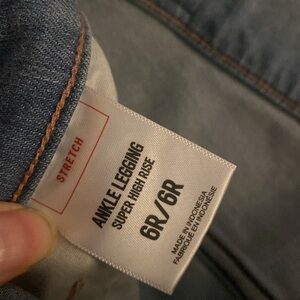 STRETCH
ANKLE LEGGING
SUPER HIGH RISE
6R/6R
MADE IN INDONESIA
FABRIQUÉ EN INDONÉSIE